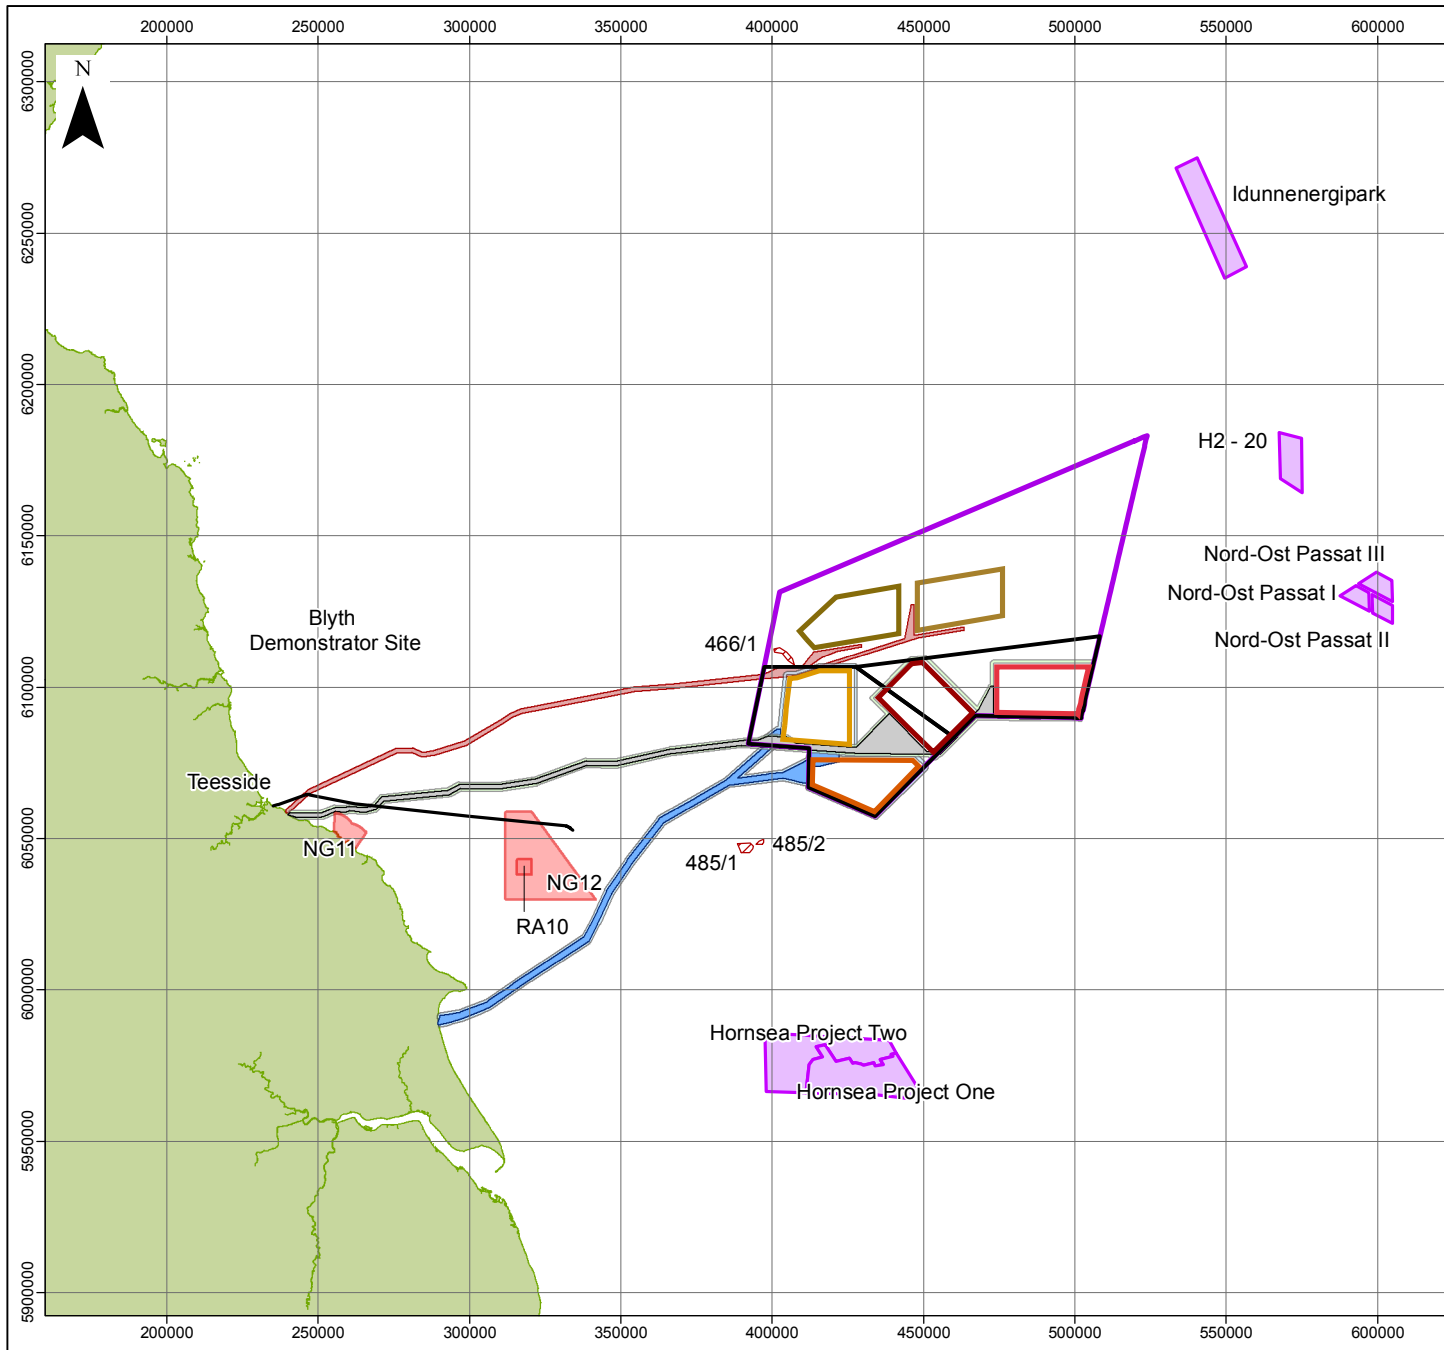 200000 250000 300000 350000 400000 450000 500000 550000 600000
N
6300000
Idunnenergipark
6250000
6200000
H2 - 20
6150000
Nord-Ost Passat III
Nord-Ost Passat I
Blyth
Demonstrator Site
466/1
Nord-Ost Passat II
6100000
Teesside
6050000
NG11
485/1
485/2
NG12
RA10
6000000
Hornsea Project Two
Hornsea Project One
5950000
5900000
200000 250000 300000 350000 400000 450000 500000 550000 600000